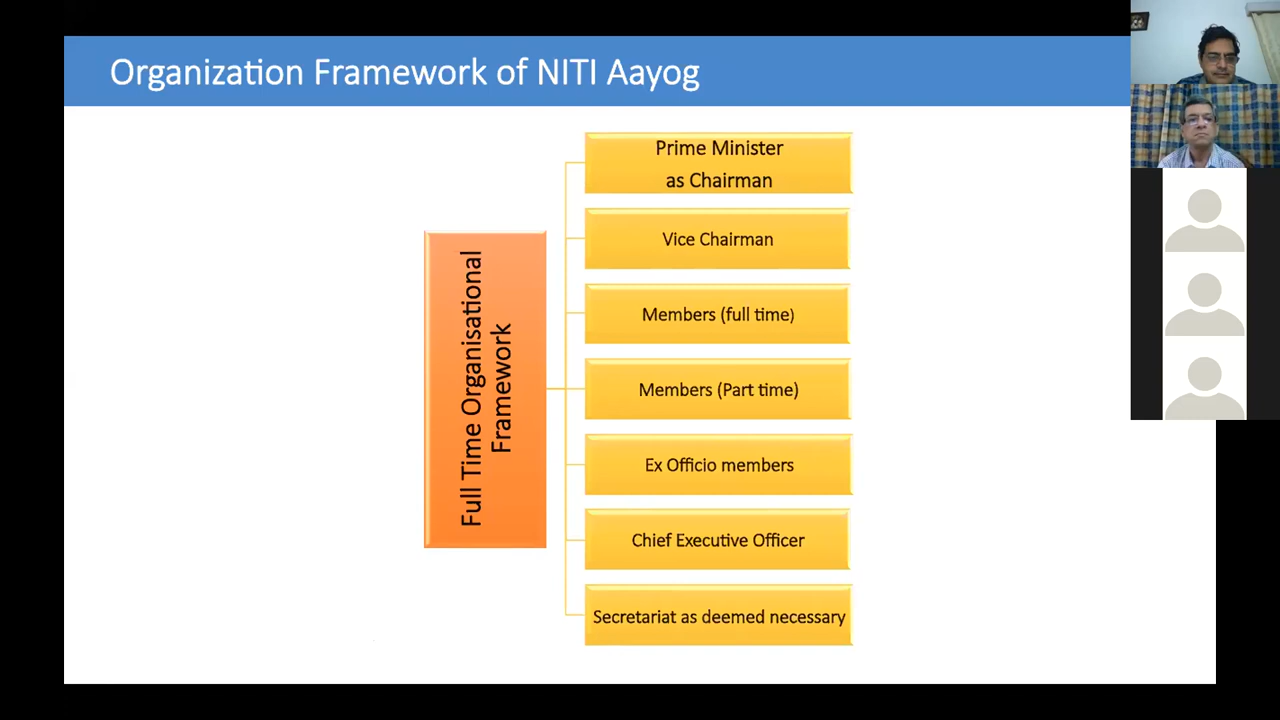 Organization Framework of NITI Aayog
Full Time Organisational
Framework
Prime Minister
as Chairman
Vice Chairman
Members (full time)
Members (Part time)
Ex Officio members
Chief Executive Officer
Secretariat as deemed necessary